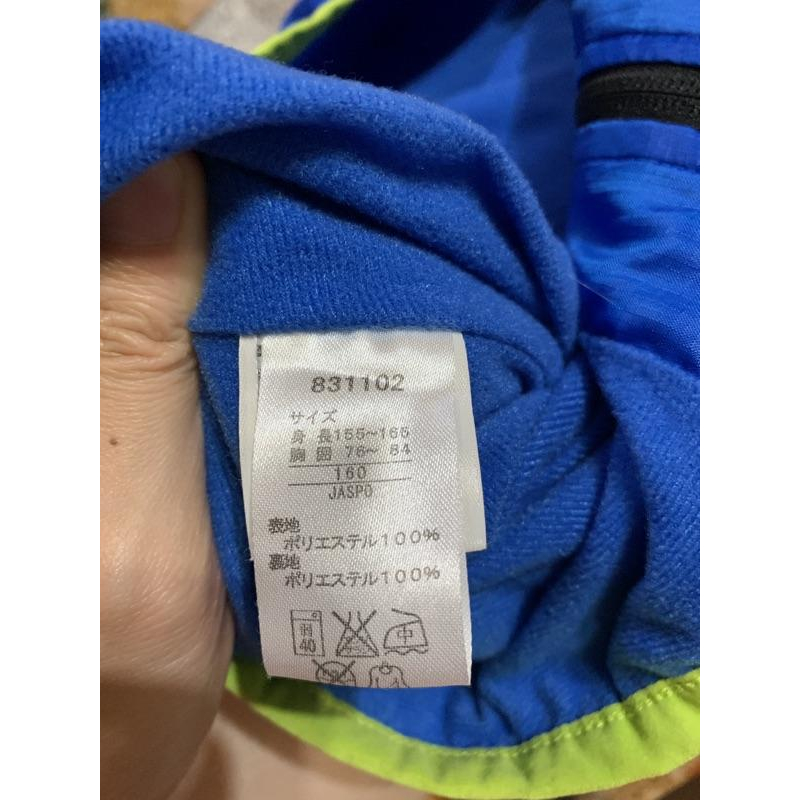 831102
サイズ
身 長155～165
胸 囲 76～ 84
160
JASPO
表地
ポリエステル100%
裏地
ポリエステル100%
弱
40
中